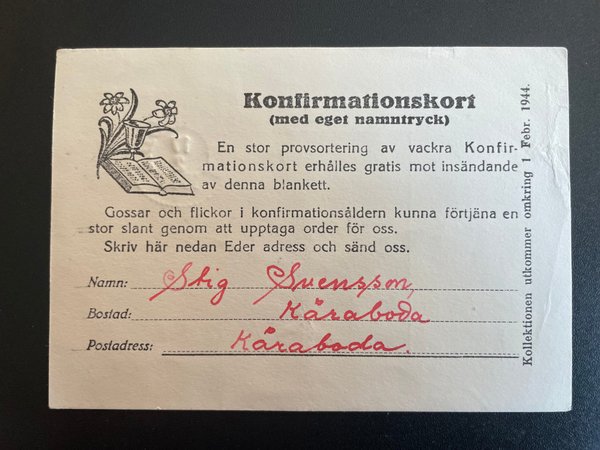 Konfirmationskort
(med eget namntryck)
En stor provsortering av vackra Konfir-
mationskort erhålles gratis mot insändande
av denna blankett.
Gossar och flickor i konfirmationsåldern kunna förtjäna en
stor slant genom att upptaga order för oss.
Skriv här nedan Eder adress och sänd oss.
Namn: Stig Svensson
Bostad: Käraboda
Postadress: Käraboda.
Kollektionen utkommer omkring 1 Febr. 1944.